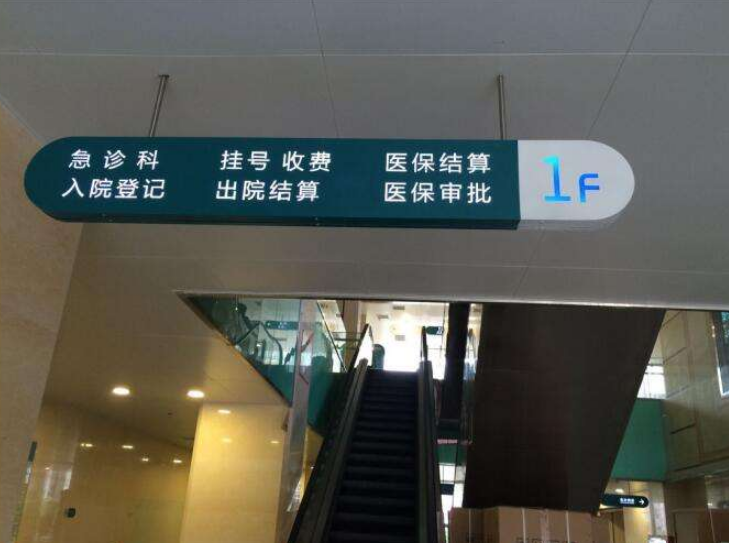 急诊科 挂号 收费 医保结算 1F
入院登记 出院结算 医保审批